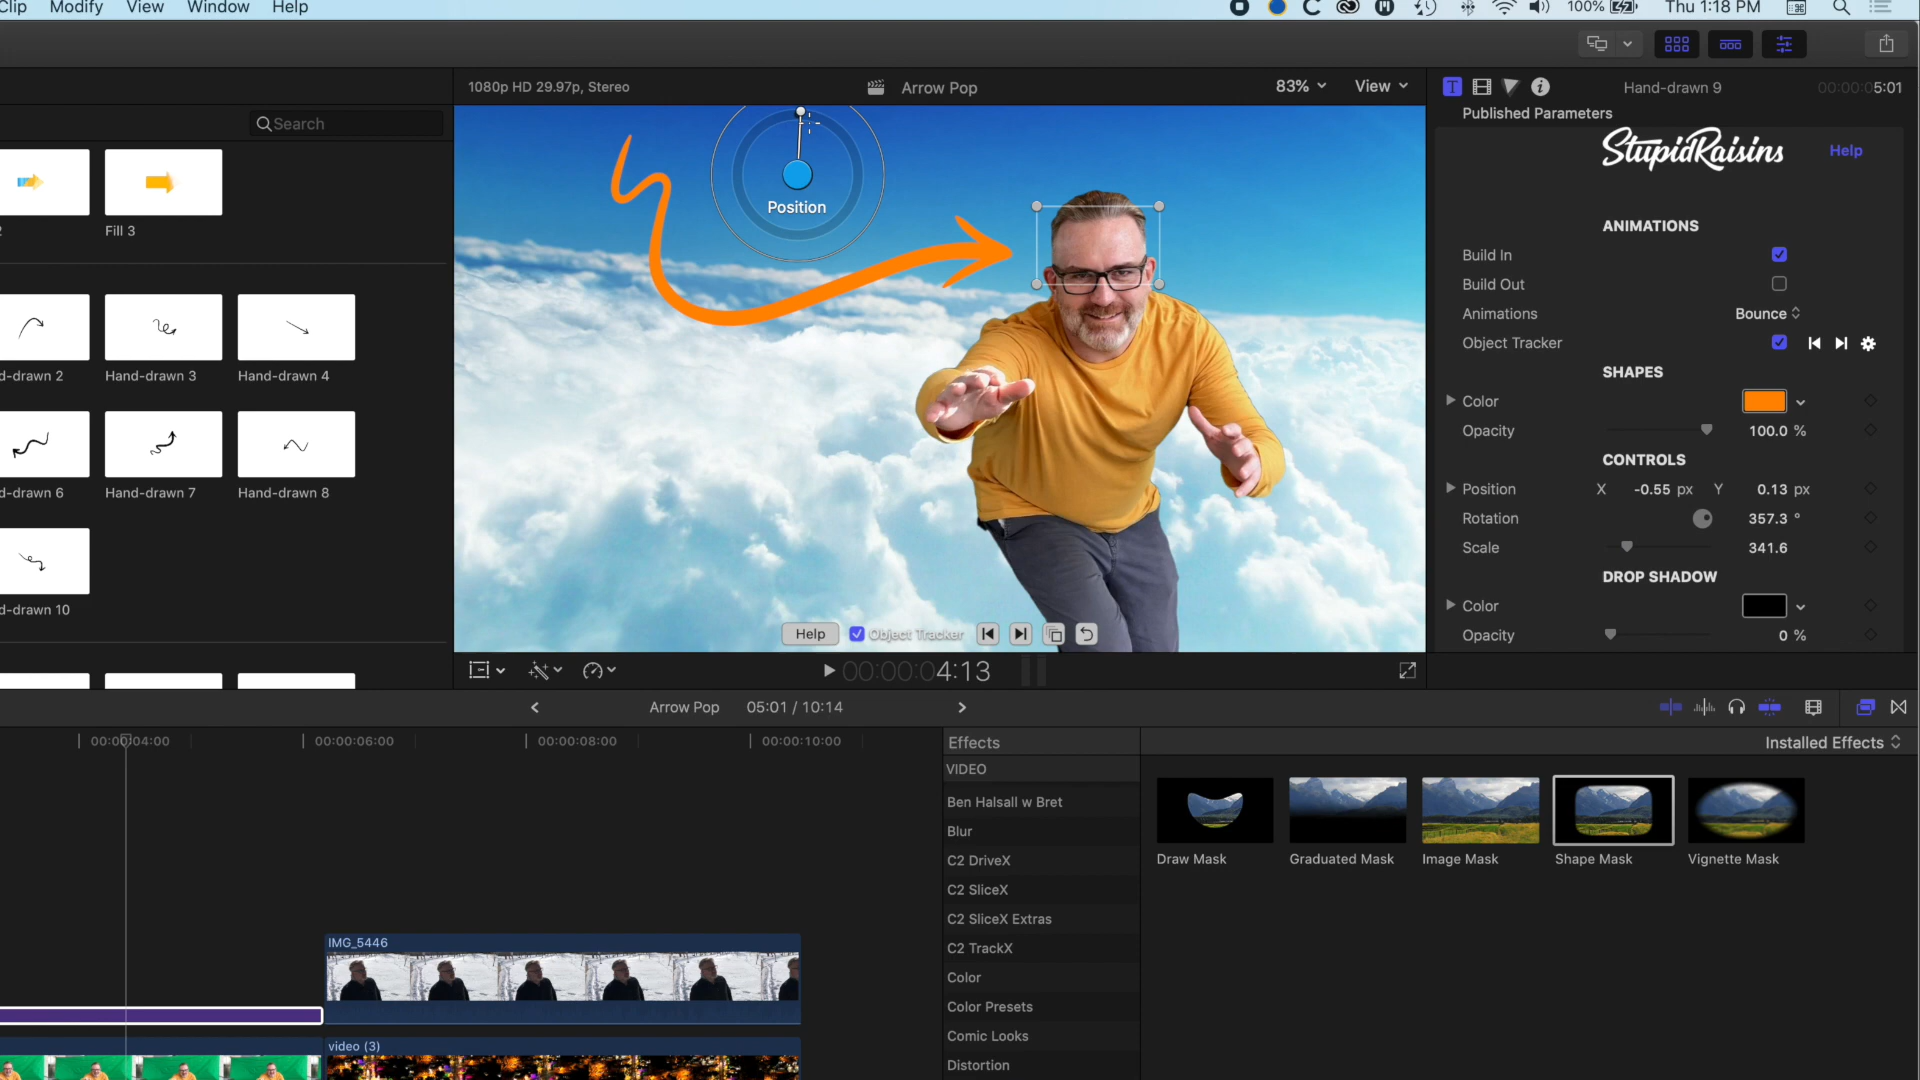 Clip Modify View Window Help 100% Thu 1:18 PM
1080p HD 29.97p, Stereo Arrow Pop 83% View Hand-drawn 9 00:00:05:01
Published Parameters
Search
StupidRaisins Help
Position
Fill 3
ANIMATIONS
Build In
Build Out
Animations Bounce
Object Tracker
SHAPES
d-drawn 2 Hand-drawn 3 Hand-drawn 4
Color
Opacity 100.0 %
CONTROLS
d-drawn 6 Hand-drawn 7 Hand-drawn 8
Position X -0.55 px Y 0.13 px
Rotation 357.3 °
Scale 341.6
DROP SHADOW
d-drawn 10
Color
Help Object Tracker
Opacity 0 %
00:00:04:13
Arrow Pop 05:01 / 10:14
00:00:04:00 00:00:06:00 00:00:08:00 00:00:10:00
Effects Installed Effects
VIDEO
Ben Halsall w Bret
Blur
C2 DriveX
C2 SliceX
C2 SliceX Extras
C2 TrackX
Color
Color Presets
Comic Looks
Distortion
Draw Mask Graduated Mask Image Mask Shape Mask Vignette Mask
IMG_5446
video (3)